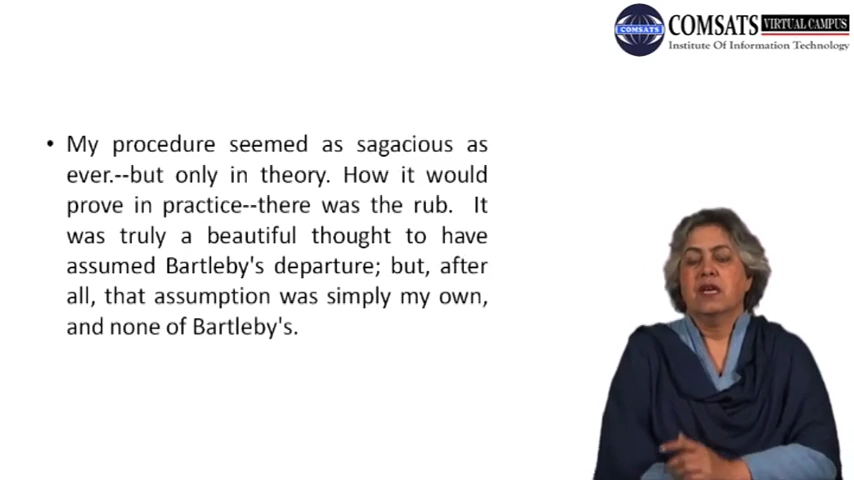 COMSATS
COMSATS VIRTUAL CAMPUS
Institute Of Information Technology
• My procedure seemed as sagacious as
ever.--but only in theory. How it would
prove in practice--there was the rub. It
was truly a beautiful thought to have
assumed Bartleby's departure; but, after
all, that assumption was simply my own,
and none of Bartleby's.